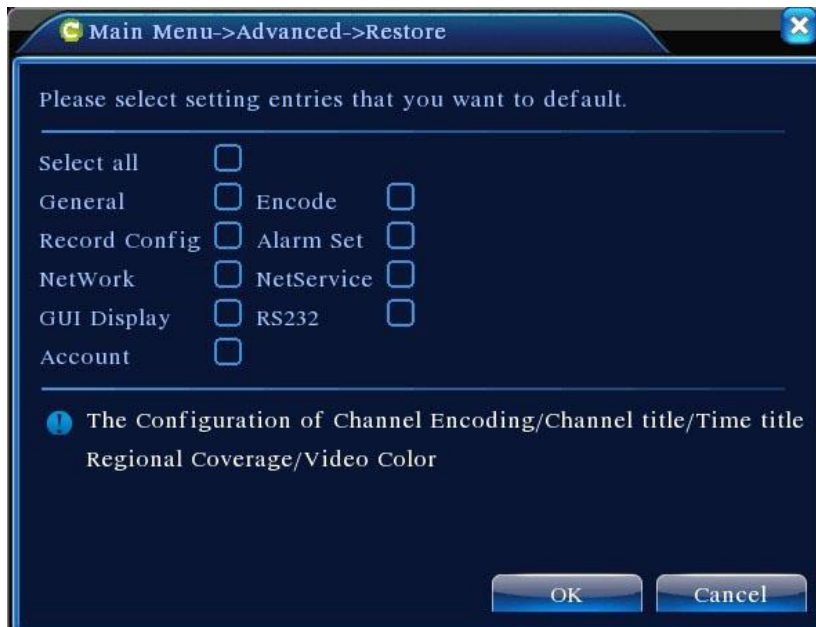 Main Menu->Advanced->Restore
Please select setting entries that you want to default.
Select all
General Encode
Record Config Alarm Set
NetWork NetService
GUI Display RS232
Account
The Configuration of Channel Encoding/Channel title/Time title
Regional Coverage/Video Color
OK Cancel